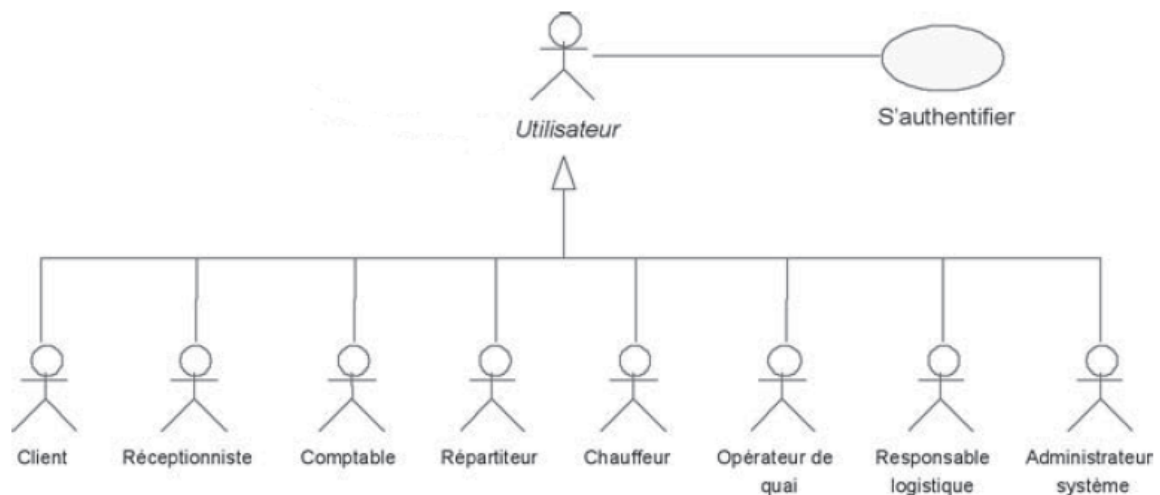 Utilisateur
S'authentifier
Client
Réceptionniste
Comptable
Répartiteur
Chauffeur
Opérateur de
quai
Responsable
logistique
Administrateur
système